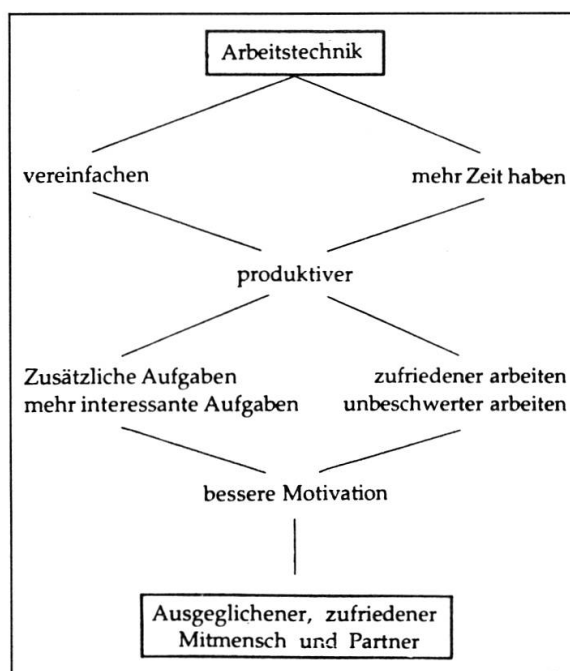 Arbeitstechnik
vereinfachen
mehr Zeit haben
produktiver
Zusätzliche Aufgaben
mehr interessante Aufgaben
zufriedener arbeiten
unbeschwerter arbeiten
bessere Motivation
Ausgeglichener, zufriedener
Mitmensch und Partner